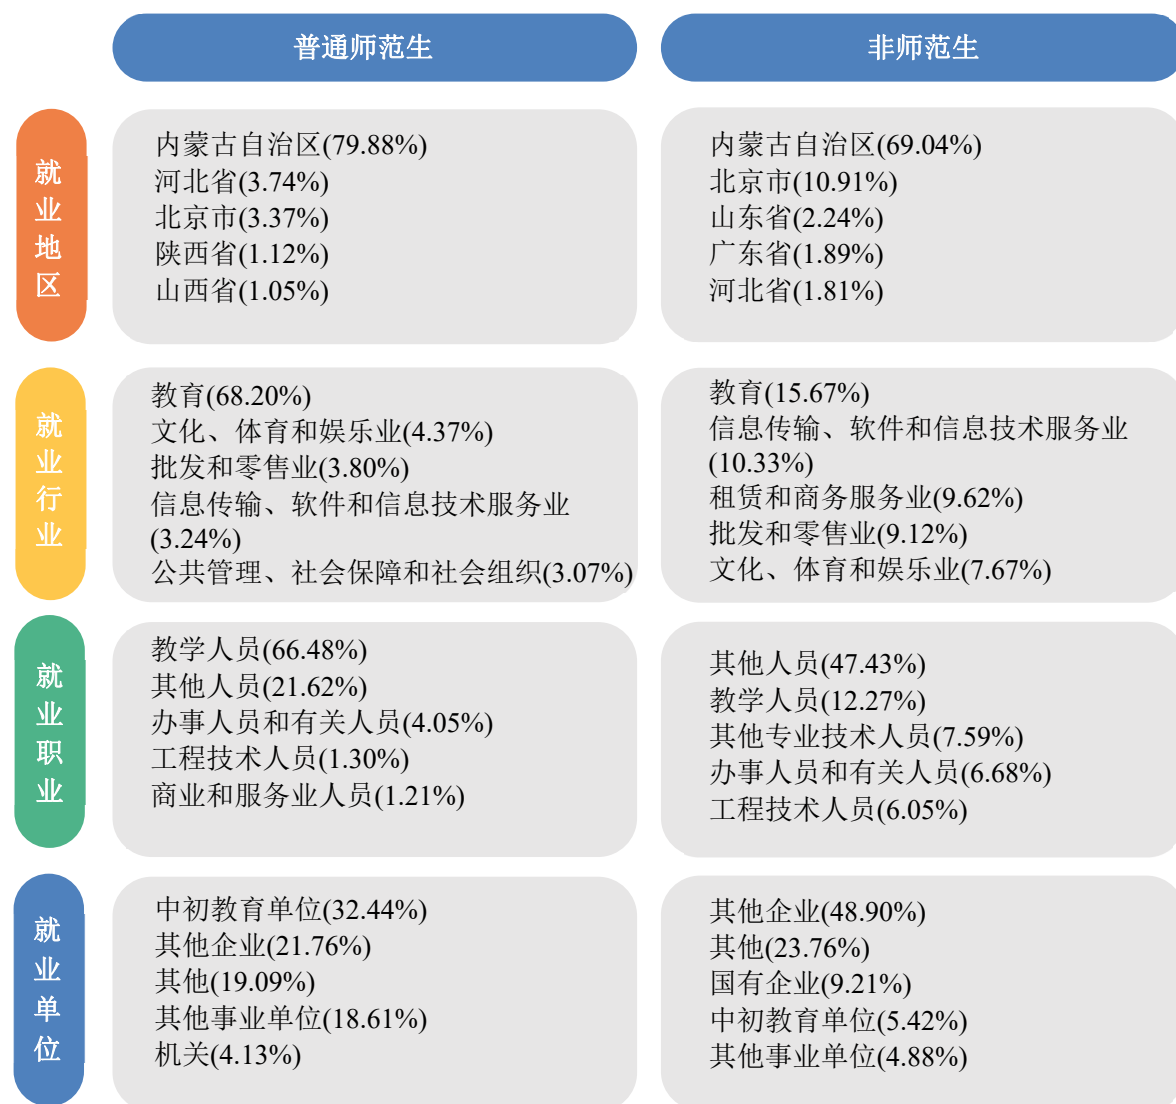 普通师范生
非师范生
就业地区
内蒙古自治区(79.88%)
河北省(3.74%)
北京市(3.37%)
陕西省(1.12%)
山西省(1.05%)
内蒙古自治区(69.04%)
北京市(10.91%)
山东省(2.24%)
广东省(1.89%)
河北省(1.81%)
就业行业
教育(68.20%)
文化、体育和娱乐业(4.37%)
批发和零售业(3.80%)
信息传输、软件和信息技术服务业
(3.24%)
公共管理、社会保障和社会组织(3.07%)
教育(15.67%)
信息传输、软件和信息技术服务业
(10.33%)
租赁和商务服务业(9.62%)
批发和零售业(9.12%)
文化、体育和娱乐业(7.67%)
就业职业
教学人员(66.48%)
其他人员(21.62%)
办事人员和有关人员(4.05%)
工程技术人员(1.30%)
商业和服务业人员(1.21%)
其他人员(47.43%)
教学人员(12.27%)
其他专业技术人员(7.59%)
办事人员和有关人员(6.68%)
工程技术人员(6.05%)
就业单位
中初教育单位(32.44%)
其他企业(21.76%)
其他(19.09%)
其他事业单位(18.61%)
机关(4.13%)
其他企业(48.90%)
其他(23.76%)
国有企业(9.21%)
中初教育单位(5.42%)
其他事业单位(4.88%)